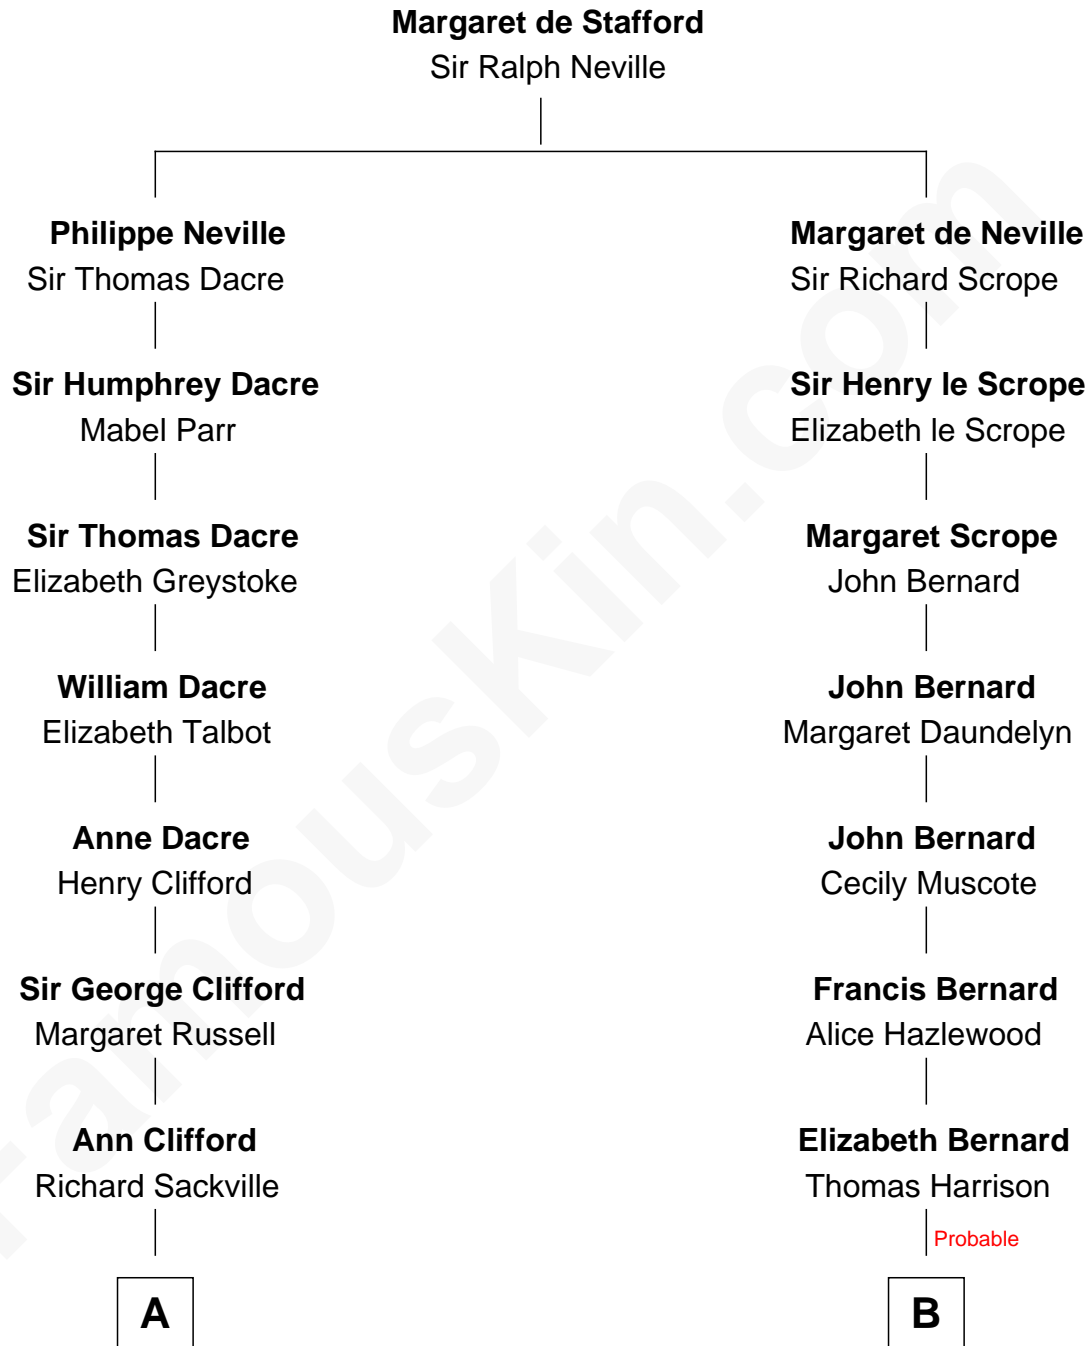 Margaret de Stafford
Sir Ralph Neville
Philippe Neville
Sir Thomas Dacre
Margaret de Neville
Sir Richard Scrope
Sir Humphrey Dacre
Mabel Parr
Sir Henry le Scrope
Elizabeth le Scrope
Sir Thomas Dacre
Elizabeth Greystoke
Margaret Scrope
John Bernard
William Dacre
Elizabeth Talbot
John Bernard
Margaret Daundelyn
Anne Dacre
Henry Clifford
John Bernard
Cecily Muscote
Sir George Clifford
Margaret Russell
Francis Bernard
Alice Hazlewood
Ann Clifford
Richard Sackville
Elizabeth Bernard
Thomas Harrison
Probable
A
B
FamousKin.com